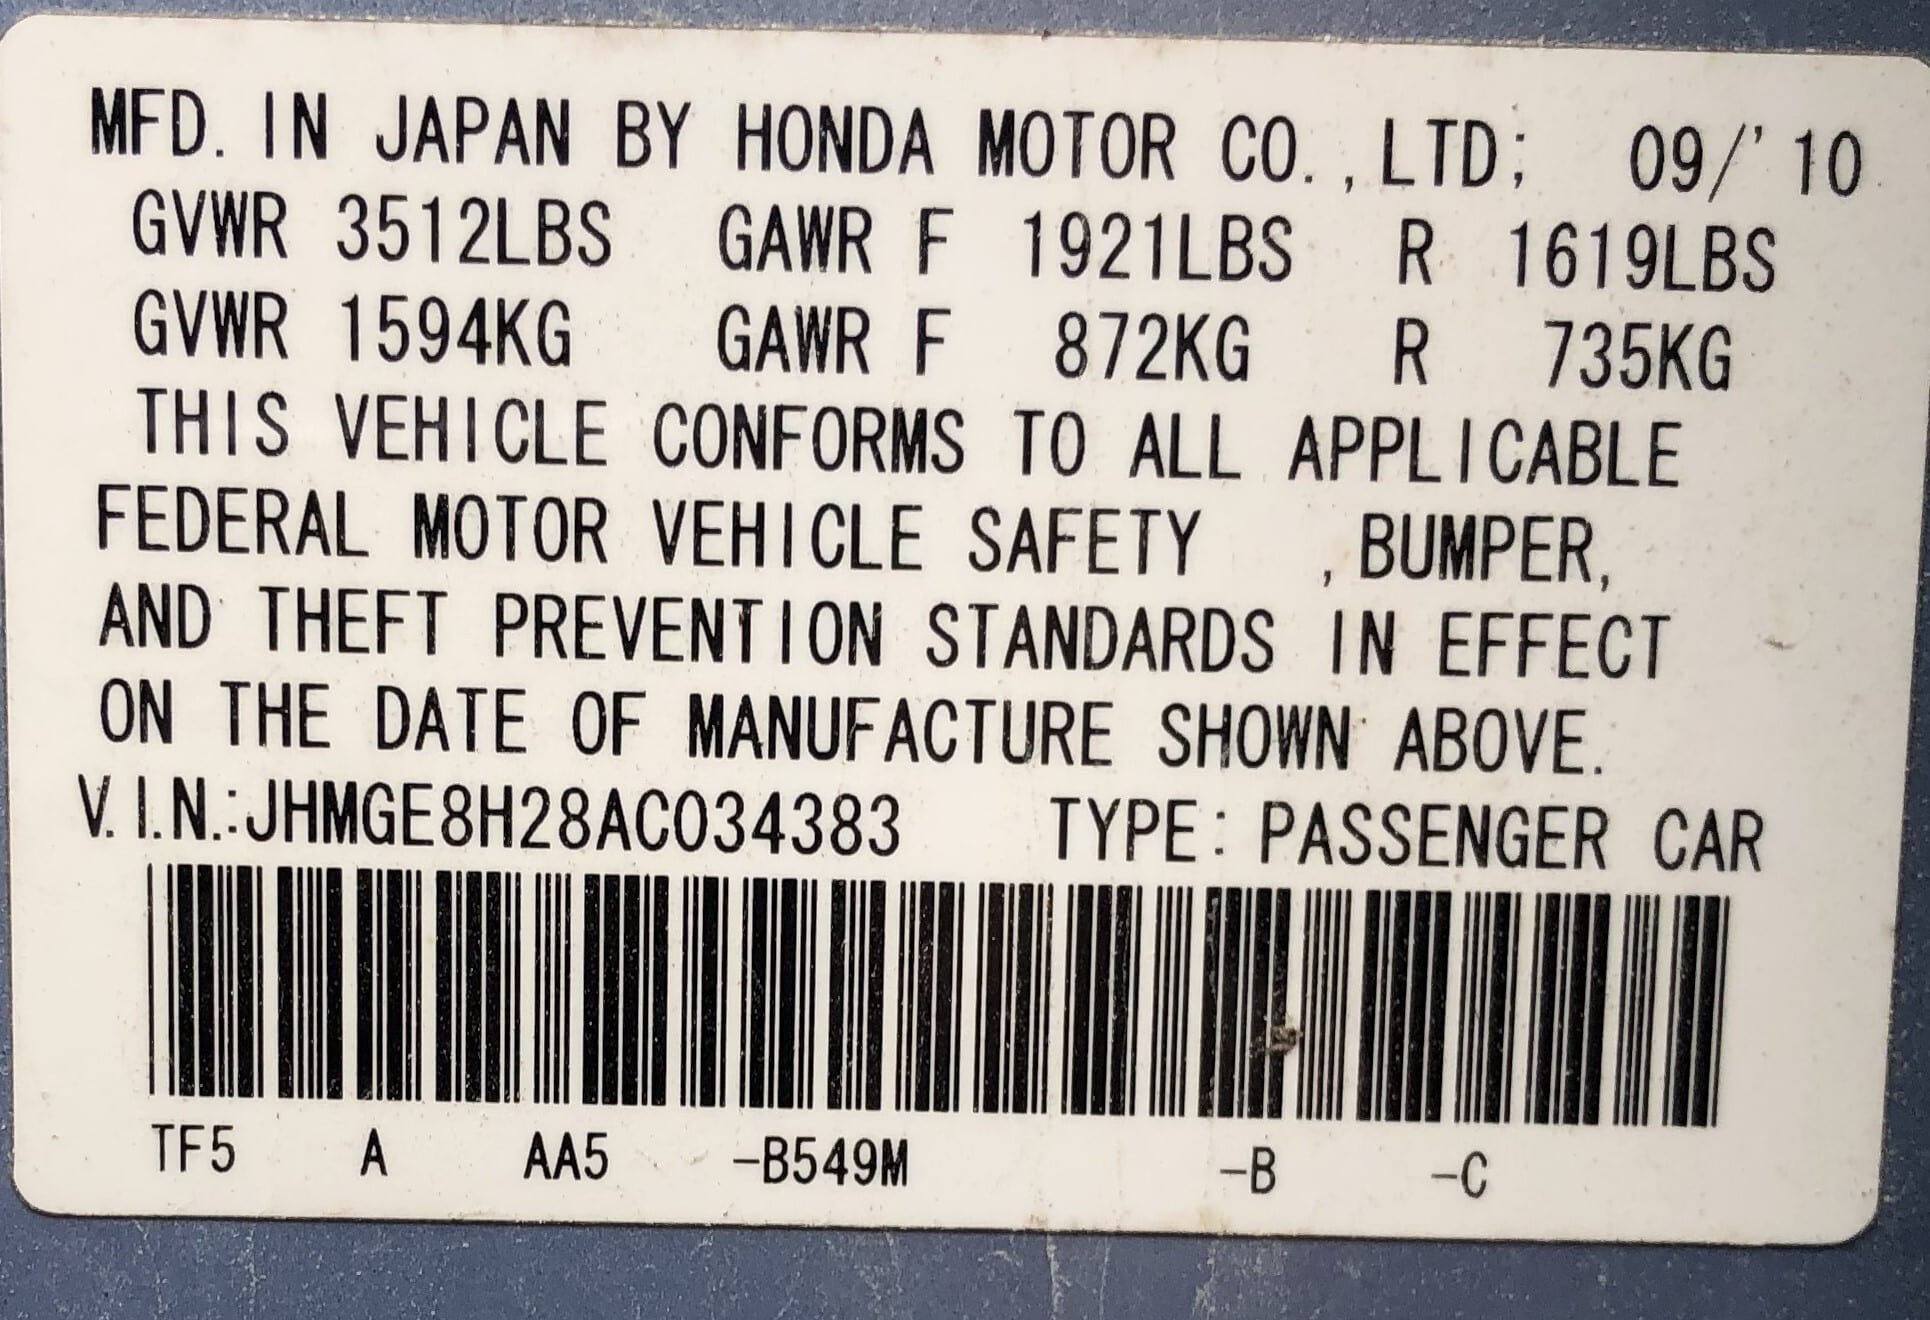 MFD. IN JAPAN BY HONDA MOTOR CO.,LTD; 09/'10
GVWR 3512LBS GAWR F 1921LBS R 1619LBS
GVWR 1594KG GAWR F 872KG R 735KG
THIS VEHICLE CONFORMS TO ALL APPLICABLE
FEDERAL MOTOR VEHICLE SAFETY ,BUMPER,
AND THEFT PREVENTION STANDARDS IN EFFECT
ON THE DATE OF MANUFACTURE SHOWN ABOVE.
V.I.N.:JHMGE8H28AC034383 TYPE: PASSENGER CAR
TF5 A AA5 -B549M -B -C